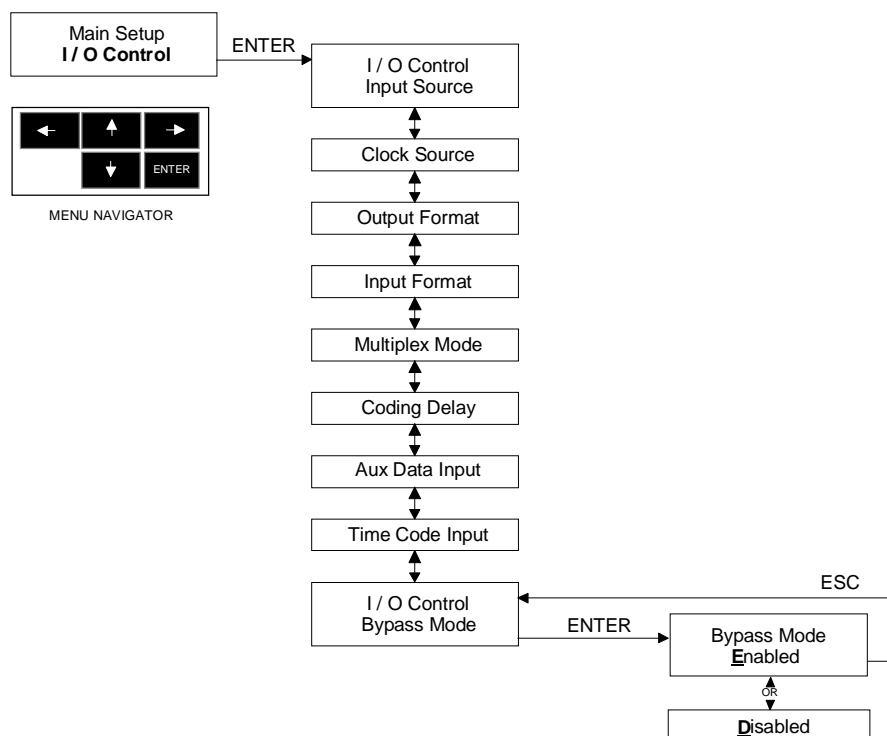 Main Setup
I / O Control
ENTER
I / O Control
Input Source
ENTER
MENU NAVIGATOR
Clock Source
Output Format
Input Format
Multiplex Mode
Coding Delay
Aux Data Input
Time Code Input
I / O Control
Bypass Mode
ESC
ENTER
Bypass Mode
Enabled
OR
Disabled